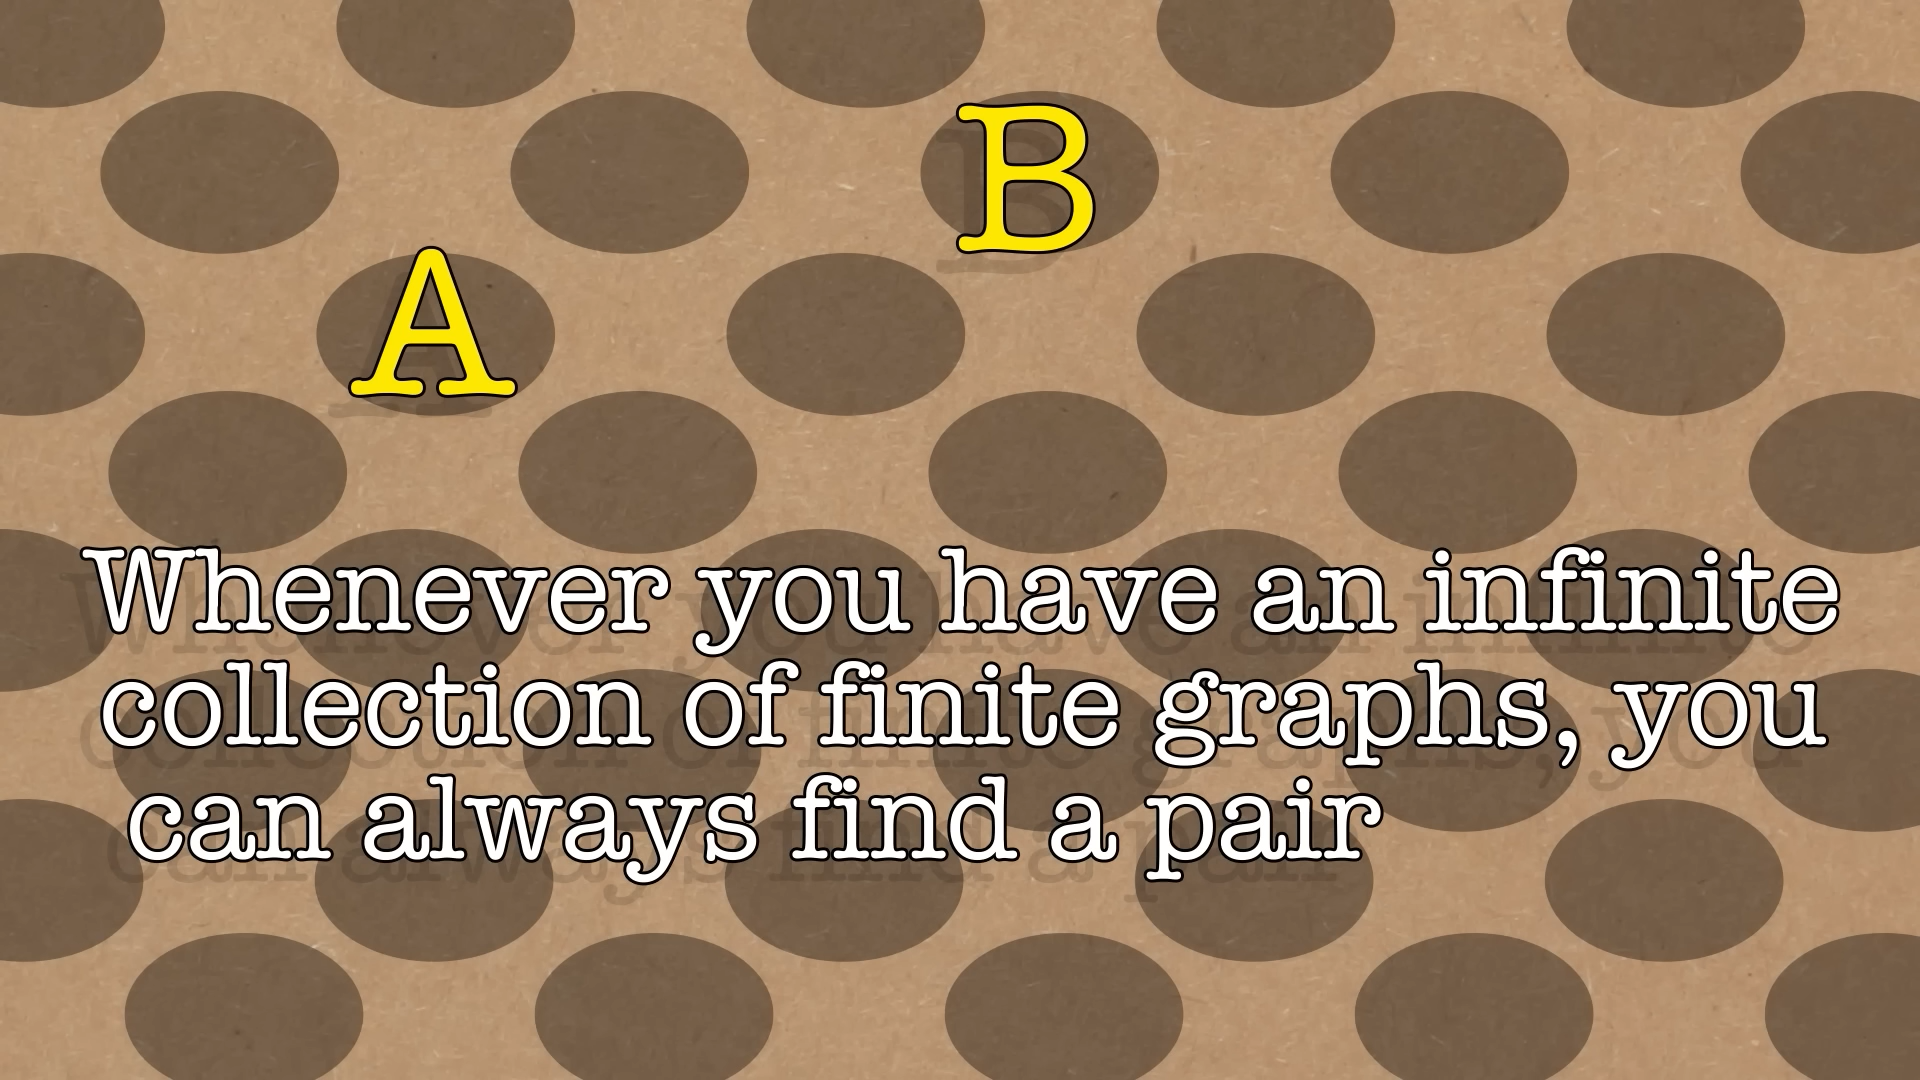 B
A
Whenever you have an infinite
collection of finite graphs, you
can always find a pair